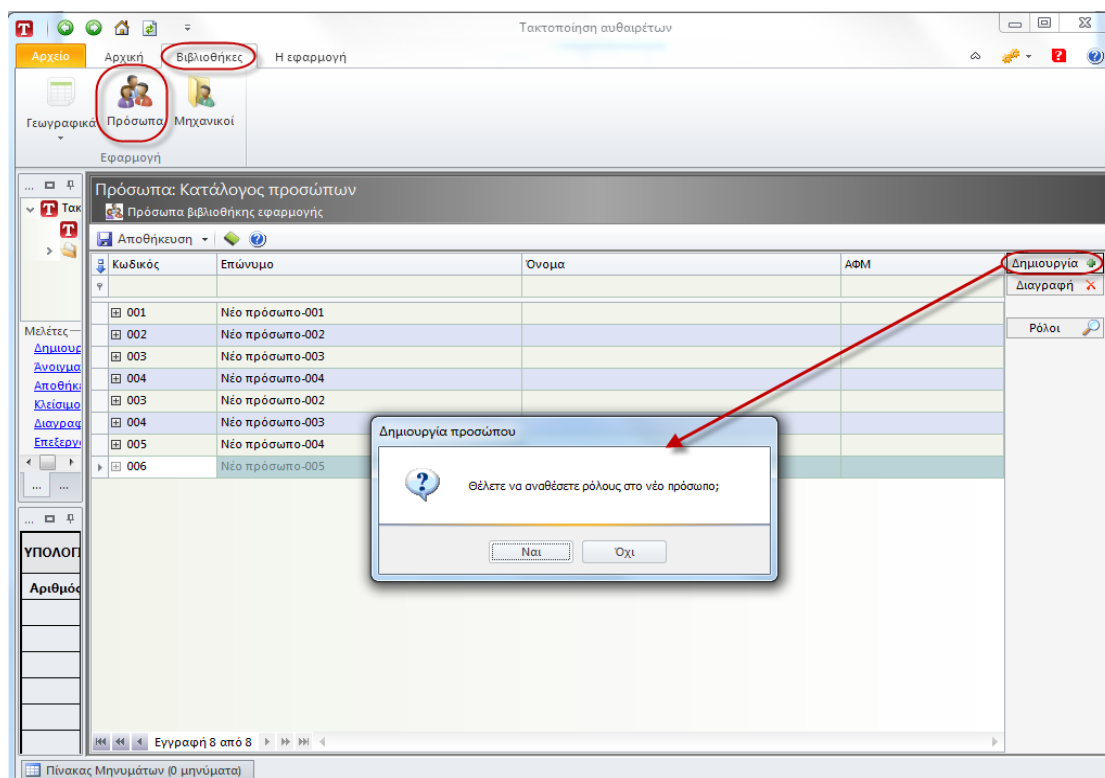 Τακτοποίηση αυθαιρέτων
Αρχείο Αρχική Βιβλιοθήκες Η εφαρμογή
Γεωγραφικά Πρόσωπα Μηχανικοί
Εφαρμογή
... Πρόσωπα: Κατάλογος προσώπων
Τακ Πρόσωπα βιβλιοθήκης εφαρμογής
Αποθήκευση
Κωδικός Επώνυμο Όνομα ΑΦΜ Δημιουργία
Διαγραφή
001 Νέο πρόσωπο-001
Μελέτες 002 Νέο πρόσωπο-002 Ρόλοι
Δημιουρ 003 Νέο πρόσωπο-003
Άνοιγμα
004 Νέο πρόσωπο-004
Αποθήκ
003 Νέο πρόσωπο-002
Κλείσιμο
Διαγραφ 004 Νέο πρόσωπο-003
Επεξεργ 005 Νέο πρόσωπο-004
006 Νέο πρόσωπο-005
... ...
Δημιουργία προσώπου
Θέλετε να αναθέσετε ρόλους στο νέο πρόσωπο;
Ναι Όχι
...
ΥΠΟΛΟΓ
Αριθμός
Εγγραφή 8 από 8
Πίνακας Μηνυμάτων (0 μηνύματα)